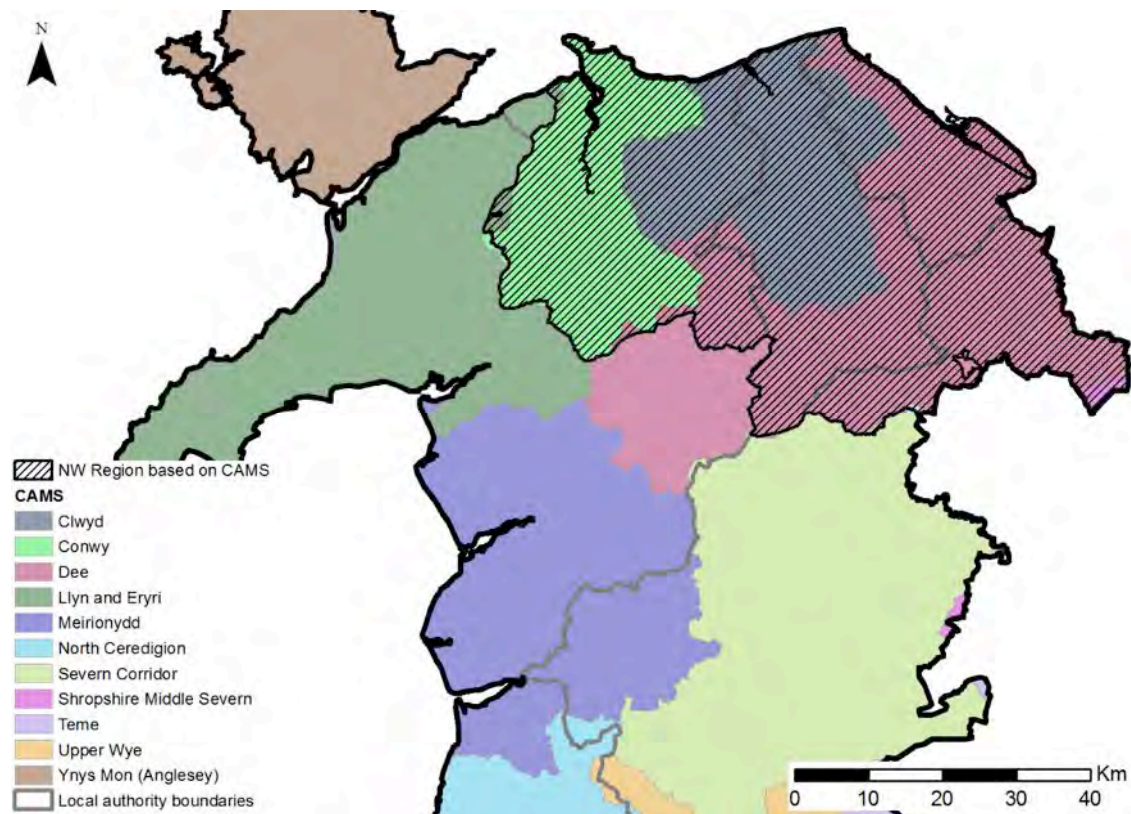 N
NW Region based on CAMS
CAMS
Clwyd
Conwy
Dee
Llyn and Eryri
Meirionydd
North Ceredigion
Severn Corridor
Shropshire Middle Severn
Teme
Upper Wye
Ynys Mon (Anglesey)
Local authority boundaries
Km
0 10 20 30 40